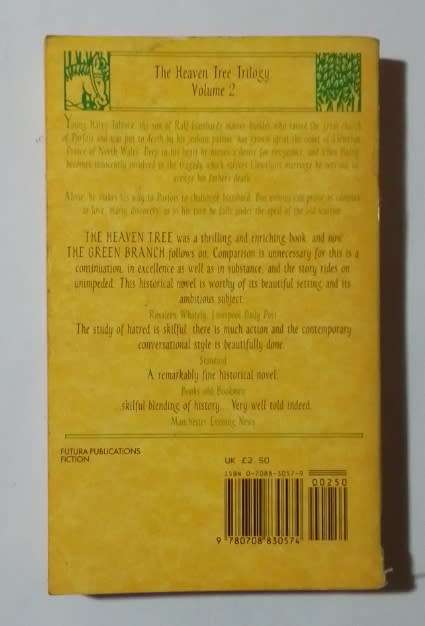 The Heaven Tree Trilogy
Volume 2
Young Harry Talvace, the son of Ralf Isambard's master-builder who raised the great church
of Parfois and was put to death by his jealous patron, has grown up at the court of Llewelyn,
Prince of North Wales. Deep in his heart he nurses a desire for vengeance, and when Harry
becomes innocently involved in the tragedy which shivers Llewelyn's marriage he sets out to
avenge his father's death.
Alone, he makes his way to Parfois to challenge Isambard. But enmity can prove as complex
as love, Harry discovers, as in his turn he falls under the spell of the old warrior.
THE HEAVEN TREE was a thrilling and enriching book, and now
THE GREEN BRANCH follows on. Comparison is unnecessary for this is a
continuation, in excellence as well as in substance, and the story rides on
unimpeded. This historical novel is worthy of its beautiful setting and its
ambitious subject.
Rosaleen Whately, Liverpool Daily Post
The study of hatred is skilful, there is much action and the contemporary
conversational style is beautifully done.
Standard
A remarkably fine historical novel.
Books and Bookmen
...skilful blending of history... Very well told indeed.
Manchester Evening News
FUTURA PUBLICATIONS
FICTION
UK £2.50
ISBN 0-7088-3057-9
00250
9 780708 830574